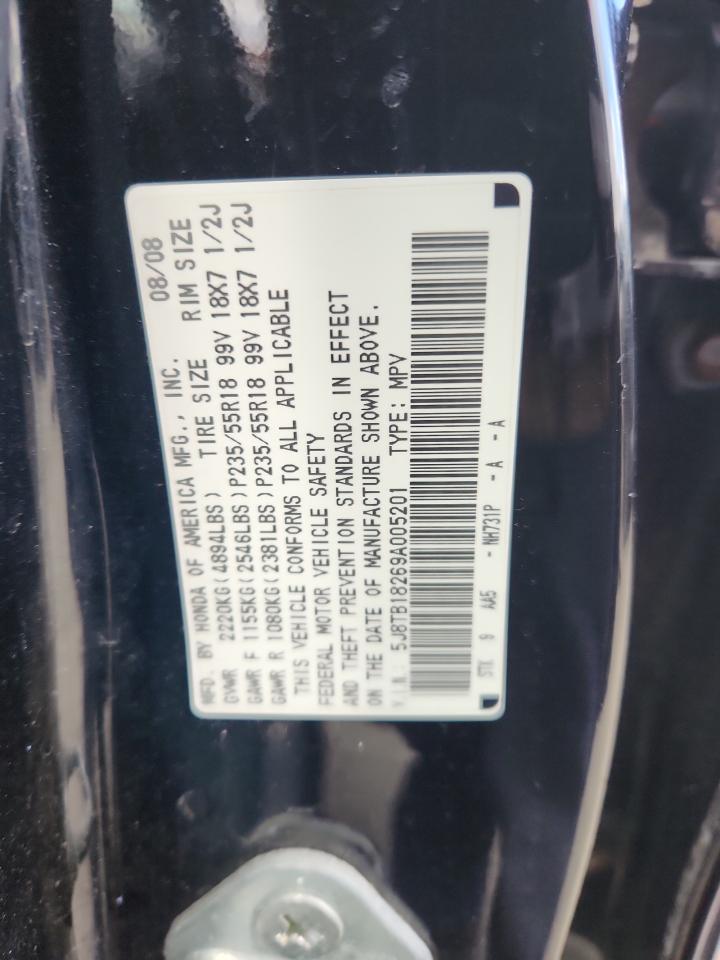 MFD. BY HONDA OF AMERICA MFG., INC. 08/08
GVWR 2220KG(4894LBS) TIRE SIZE RIM SIZE
GAWR F 1155KG(2546LBS)P235/55R18 99V 18X7 1/2J
GAWR R 1080KG(2381LBS)P235/55R18 99V 18X7 1/2J
THIS VEHICLE CONFORMS TO ALL APPLICABLE
FEDERAL MOTOR VEHICLE SAFETY
AND THEFT PREVENTION STANDARDS IN EFFECT
ON THE DATE OF MANUFACTURE SHOWN ABOVE.
V.I.N.: 5J8TB18269A005201 TYPE: MPV
STK 9 AA5 - NH731P - A - A